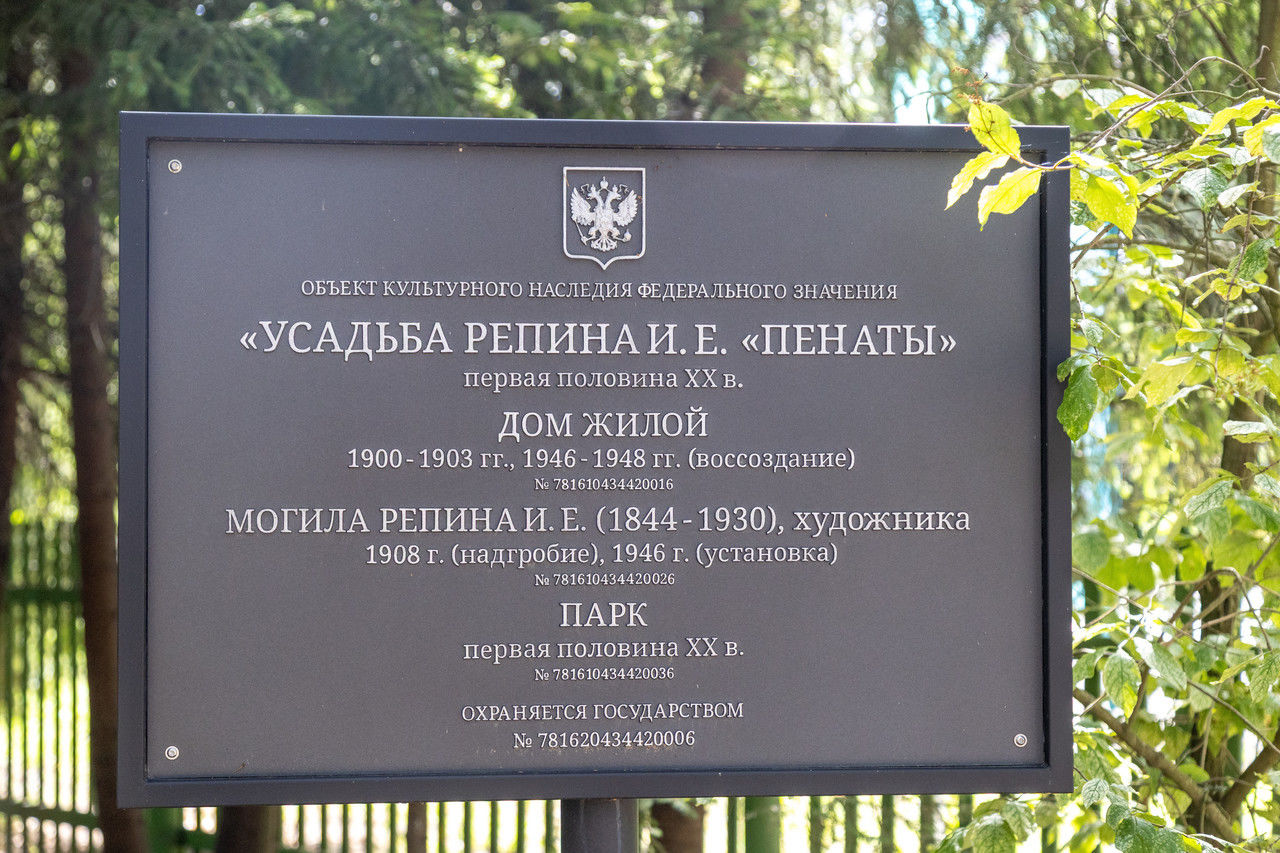 ОБЪЕКТ КУЛЬТУРНОГО НАСЛЕДИЯ ФЕДЕРАЛЬНОГО ЗНАЧЕНИЯ
«УСАДЬБА РЕПИНА И. Е. «ПЕНАТЫ»
первая половина XX в.
ДОМ ЖИЛОЙ
1900 - 1903 гг., 1946 - 1948 гг. (воссоздание)
№ 781610434420016
МОГИЛА РЕПИНА И. Е. (1844 - 1930), художника
1908 г. (надгробие), 1946 г. (установка)
№ 781610434420026
ПАРК
первая половина XX в.
№ 781610434420036
ОХРАНЯЕТСЯ ГОСУДАРСТВОМ
№ 781620434420006